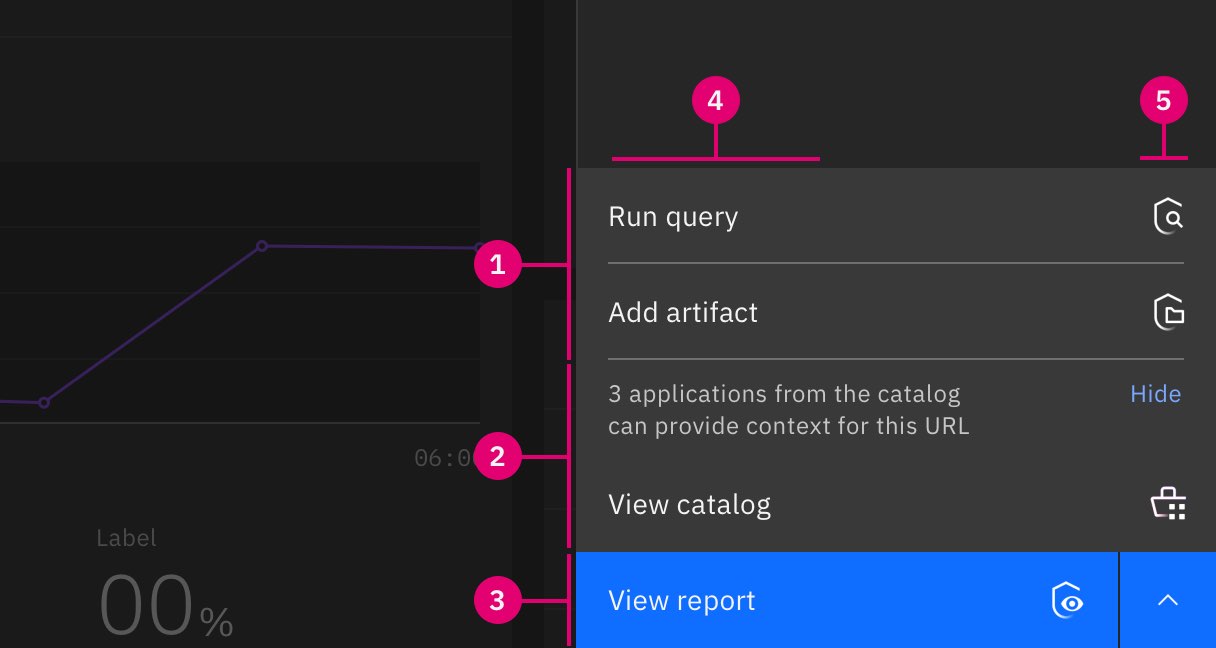 4
5
Run query
1
Add artifact
3 applications from the catalog
Hide
can provide context for this URL
06:0
2
View catalog
Label
00%
3
View report